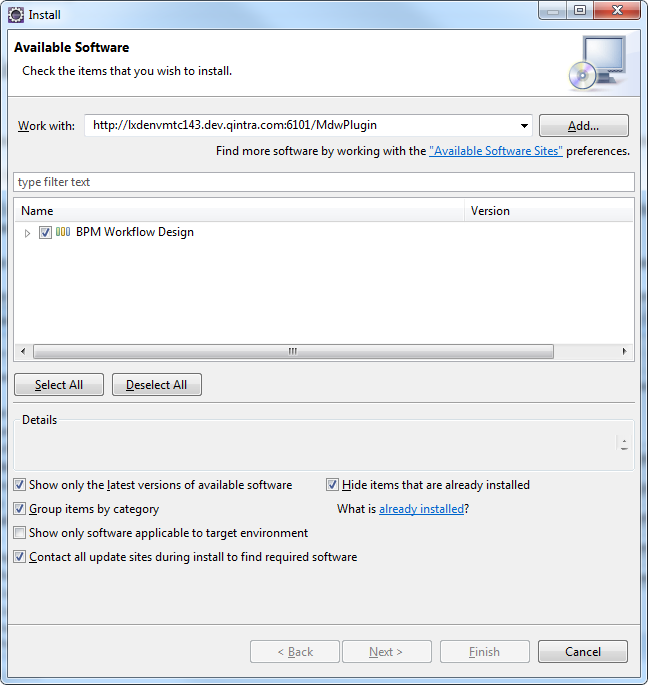 Install
Available Software
Check the items that you wish to install.
Work with: http://lxdenvmtc143.dev.qintra.com:6101/MdwPlugin Add...
Find more software by working with the "Available Software Sites" preferences.
type filter text
Name Version
BPM Workflow Design
Select All Deselect All
Details
Show only the latest versions of available software Hide items that are already installed
Group items by category What is already installed?
Show only software applicable to target environment
Contact all update sites during install to find required software
< Back Next > Finish Cancel